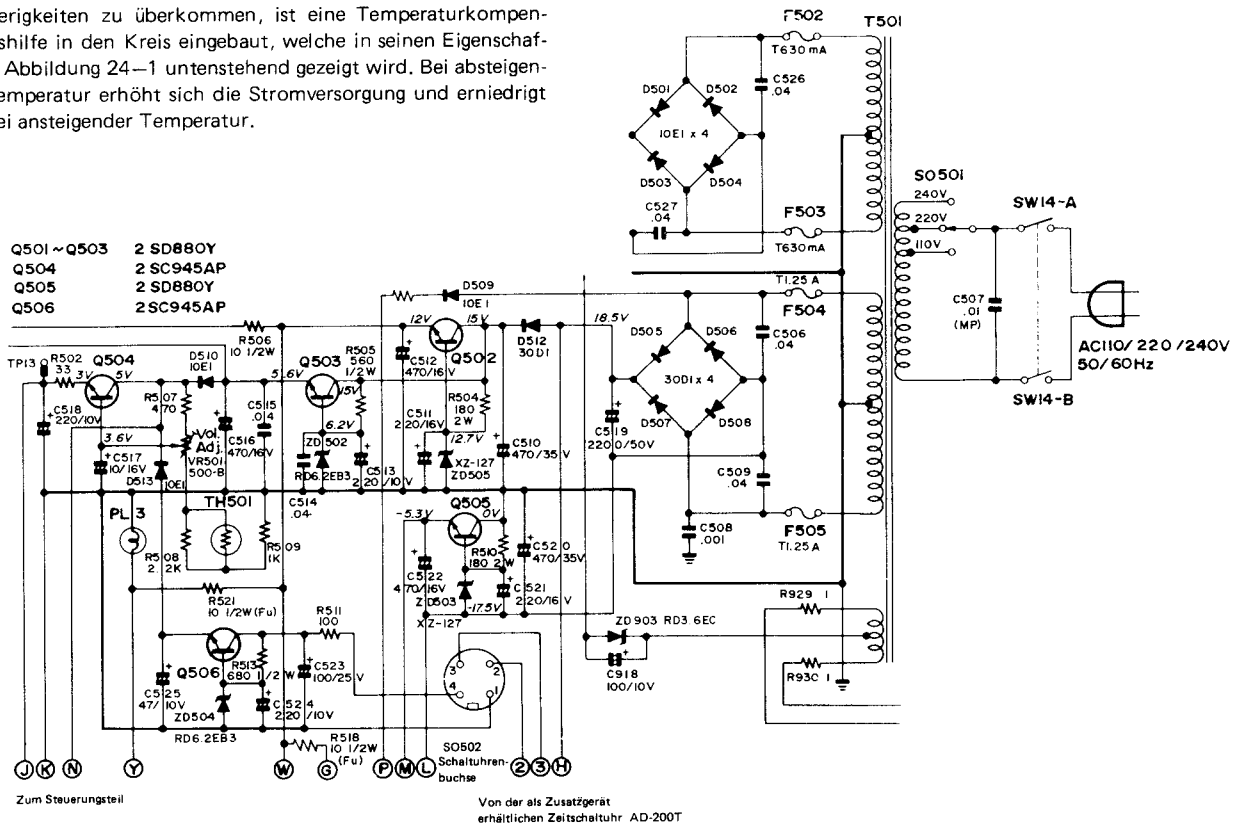 erigkeiten zu überkommen, ist eine Temperaturkompen-
shilfe in den Kreis eingebaut, welche in seinen Eigenschaf-
Abbildung 24—1 untenstehend gezeigt wird. Bei absteigen-
emperatur erhöht sich die Stromversorgung und erniedrigt
ei ansteigender Temperatur.
F502
T501
T630mA
C526
.04
D501
D502
10E1 x 4
D503
D504
C527
.04
F503
T630mA
SO501
240V
220V
110V
SW14-A
C507
.01
(MP)
AC110/220/240V
50/60Hz
SW14-B
Q501~Q503 2SD880Y
Q504 2SC945AP
Q505 2SD880Y
Q506 2SC945AP
D509
10E1
T1.25A
F504
R506
10 1/2W
12V
15V
D512
30D1
18.5V
D505
D506
C506
.04
TP13
R502
33
3V
Q504
5V
D510
10E1
5.6V
Q503
R505
560
1/2W
C512
470/16V
Q502
30D1 x 4
C518
220/10V
R507
470
C515
.014
15V
R504
180
2W
D507
D508
C519
2200/50V
3.6V
Vol.
Adj.
VR501
500-B
C516
470/16V
6.2V
ZD502
C511
220/16V
12.7V
C510
470/35V
C517
10/16V
D513
10E1
RD6.2EB3
C513
220/10V
XZ-127
ZD505
C509
.04
PL3
TH501
C514
.04
-5.3V
Q505
0V
C508
.001
F505
T1.25A
R508
2.2K
R509
1K
R510
180 2W
C520
470/35V
C522
470/16V
ZD503
C521
220/16V
XZ-127
-17.5V
R521
10 1/2W(Fu)
R511
100
R929 1
ZD903 RD3.6EC
Q506
R513
680 1/2W
C523
100/25V
3
2
4
1
C918
100/10V
R930 1
C525
47/10V
ZD504
C524
220/10V
RD6.2EB3
R518
10 1/2W
(Fu)
SO502
Schaltuhren-
buchse
J K N Y W G P M L 2 3 H
Zum Steuerungsteil
Von der als Zusatzgerät
erhältlichen Zeitschaltuhr AD-200T